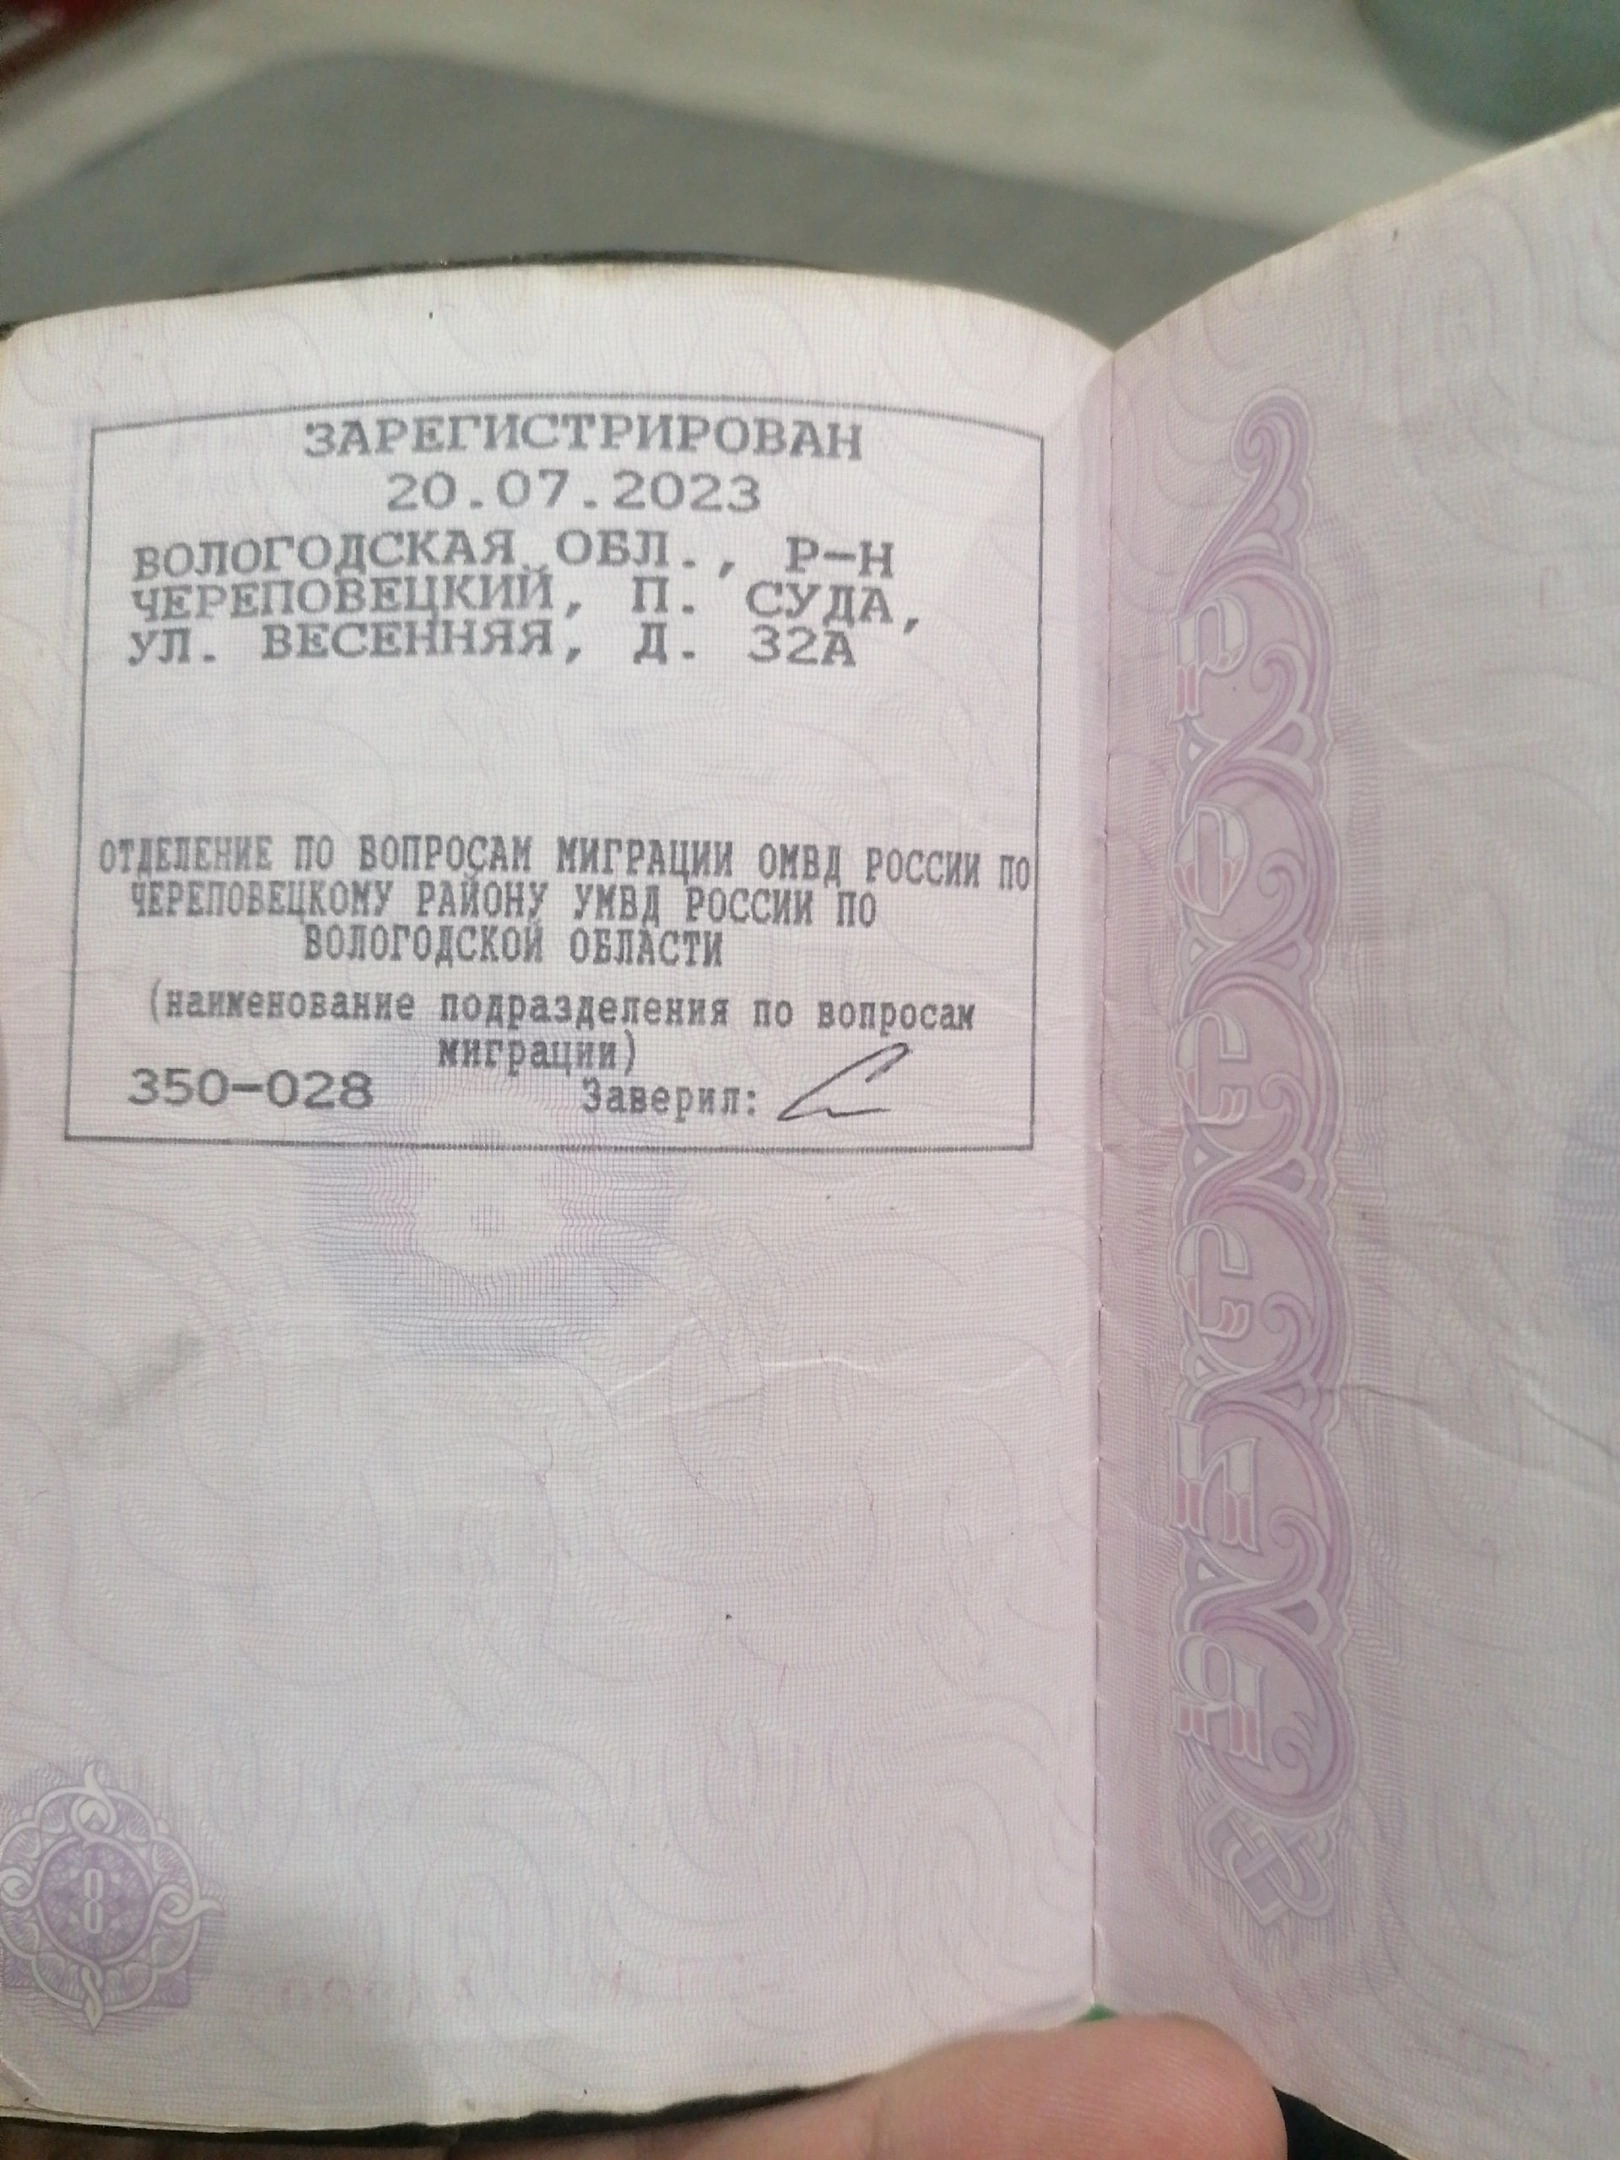 ЗАРЕГИСТРИРОВАН
20.07.2023
ВОЛОГОДСКАЯ ОБЛ., Р-Н
ЧЕРЕПОВЕЦКИЙ, П. СУДА,
УЛ. ВЕСЕННЯЯ, Д. 32А
ОТДЕЛЕНИЕ ПО ВОПРОСАМ МИГРАЦИИ ОМВД РОССИИ ПО
ЧЕРЕПОВЕЦКОМУ РАЙОНУ УМВД РОССИИ ПО
ВОЛОГОДСКОЙ ОБЛАСТИ
(наименование подразделения по вопросам
миграции)
350-028 Заверил:
8
Россия